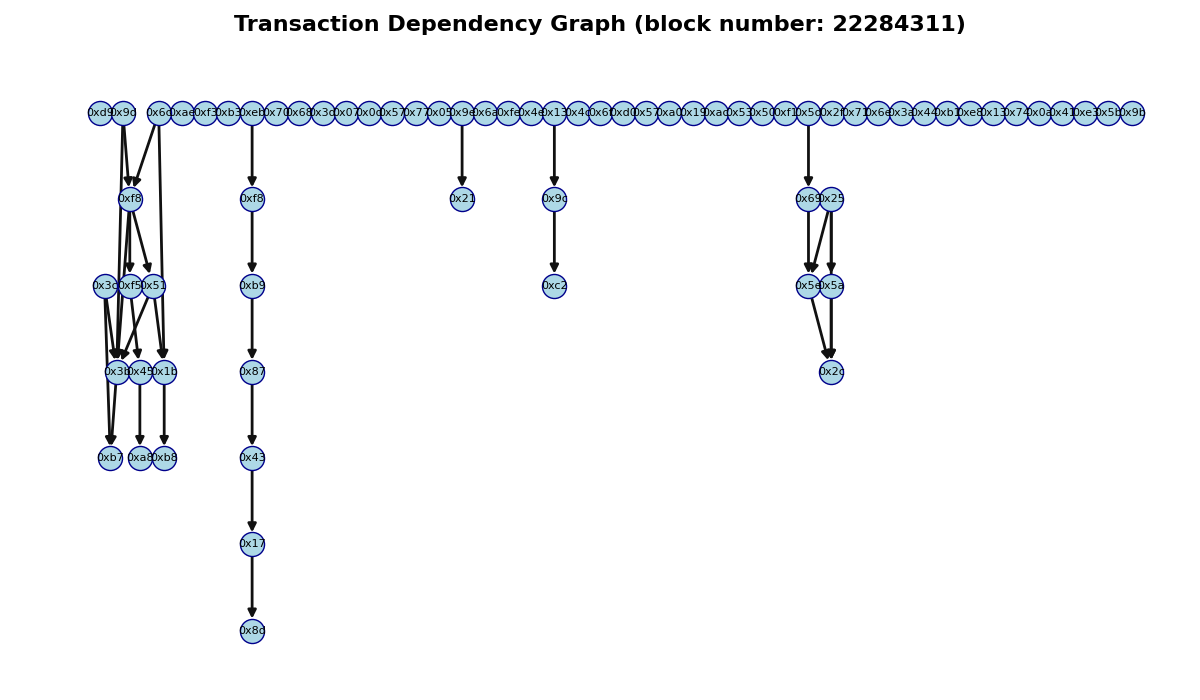 Transaction Dependency Graph (block number: 22284311)
0xd9 0x9d 0x6c 0xae 0xf3 0xb3 0xeb 0x70 0x68 0x3d 0x07 0x0d 0x57 0x77 0x05 0x9e 0x6a 0xfe 0x4e 0x13 0x4c 0x6f 0xd0 0x57 0xa0 0x19 0xac 0x53 0x50 0xf1 0x5c 0x2f 0x71 0x6e 0x3a 0x44 0xb1 0xe8 0x13 0x74 0x0a 0x41 0xe3 0x5b 0x9b
0xf8 0xf8 0x21 0x9c 0x69 0x25
0x3c 0xf5 0x51 0xb9 0xc2 0x5e 0x5a
0x3b 0x45 0x1b 0x87 0x2c
0xb7 0xa8 0xb8 0x43
0x17
0x8d